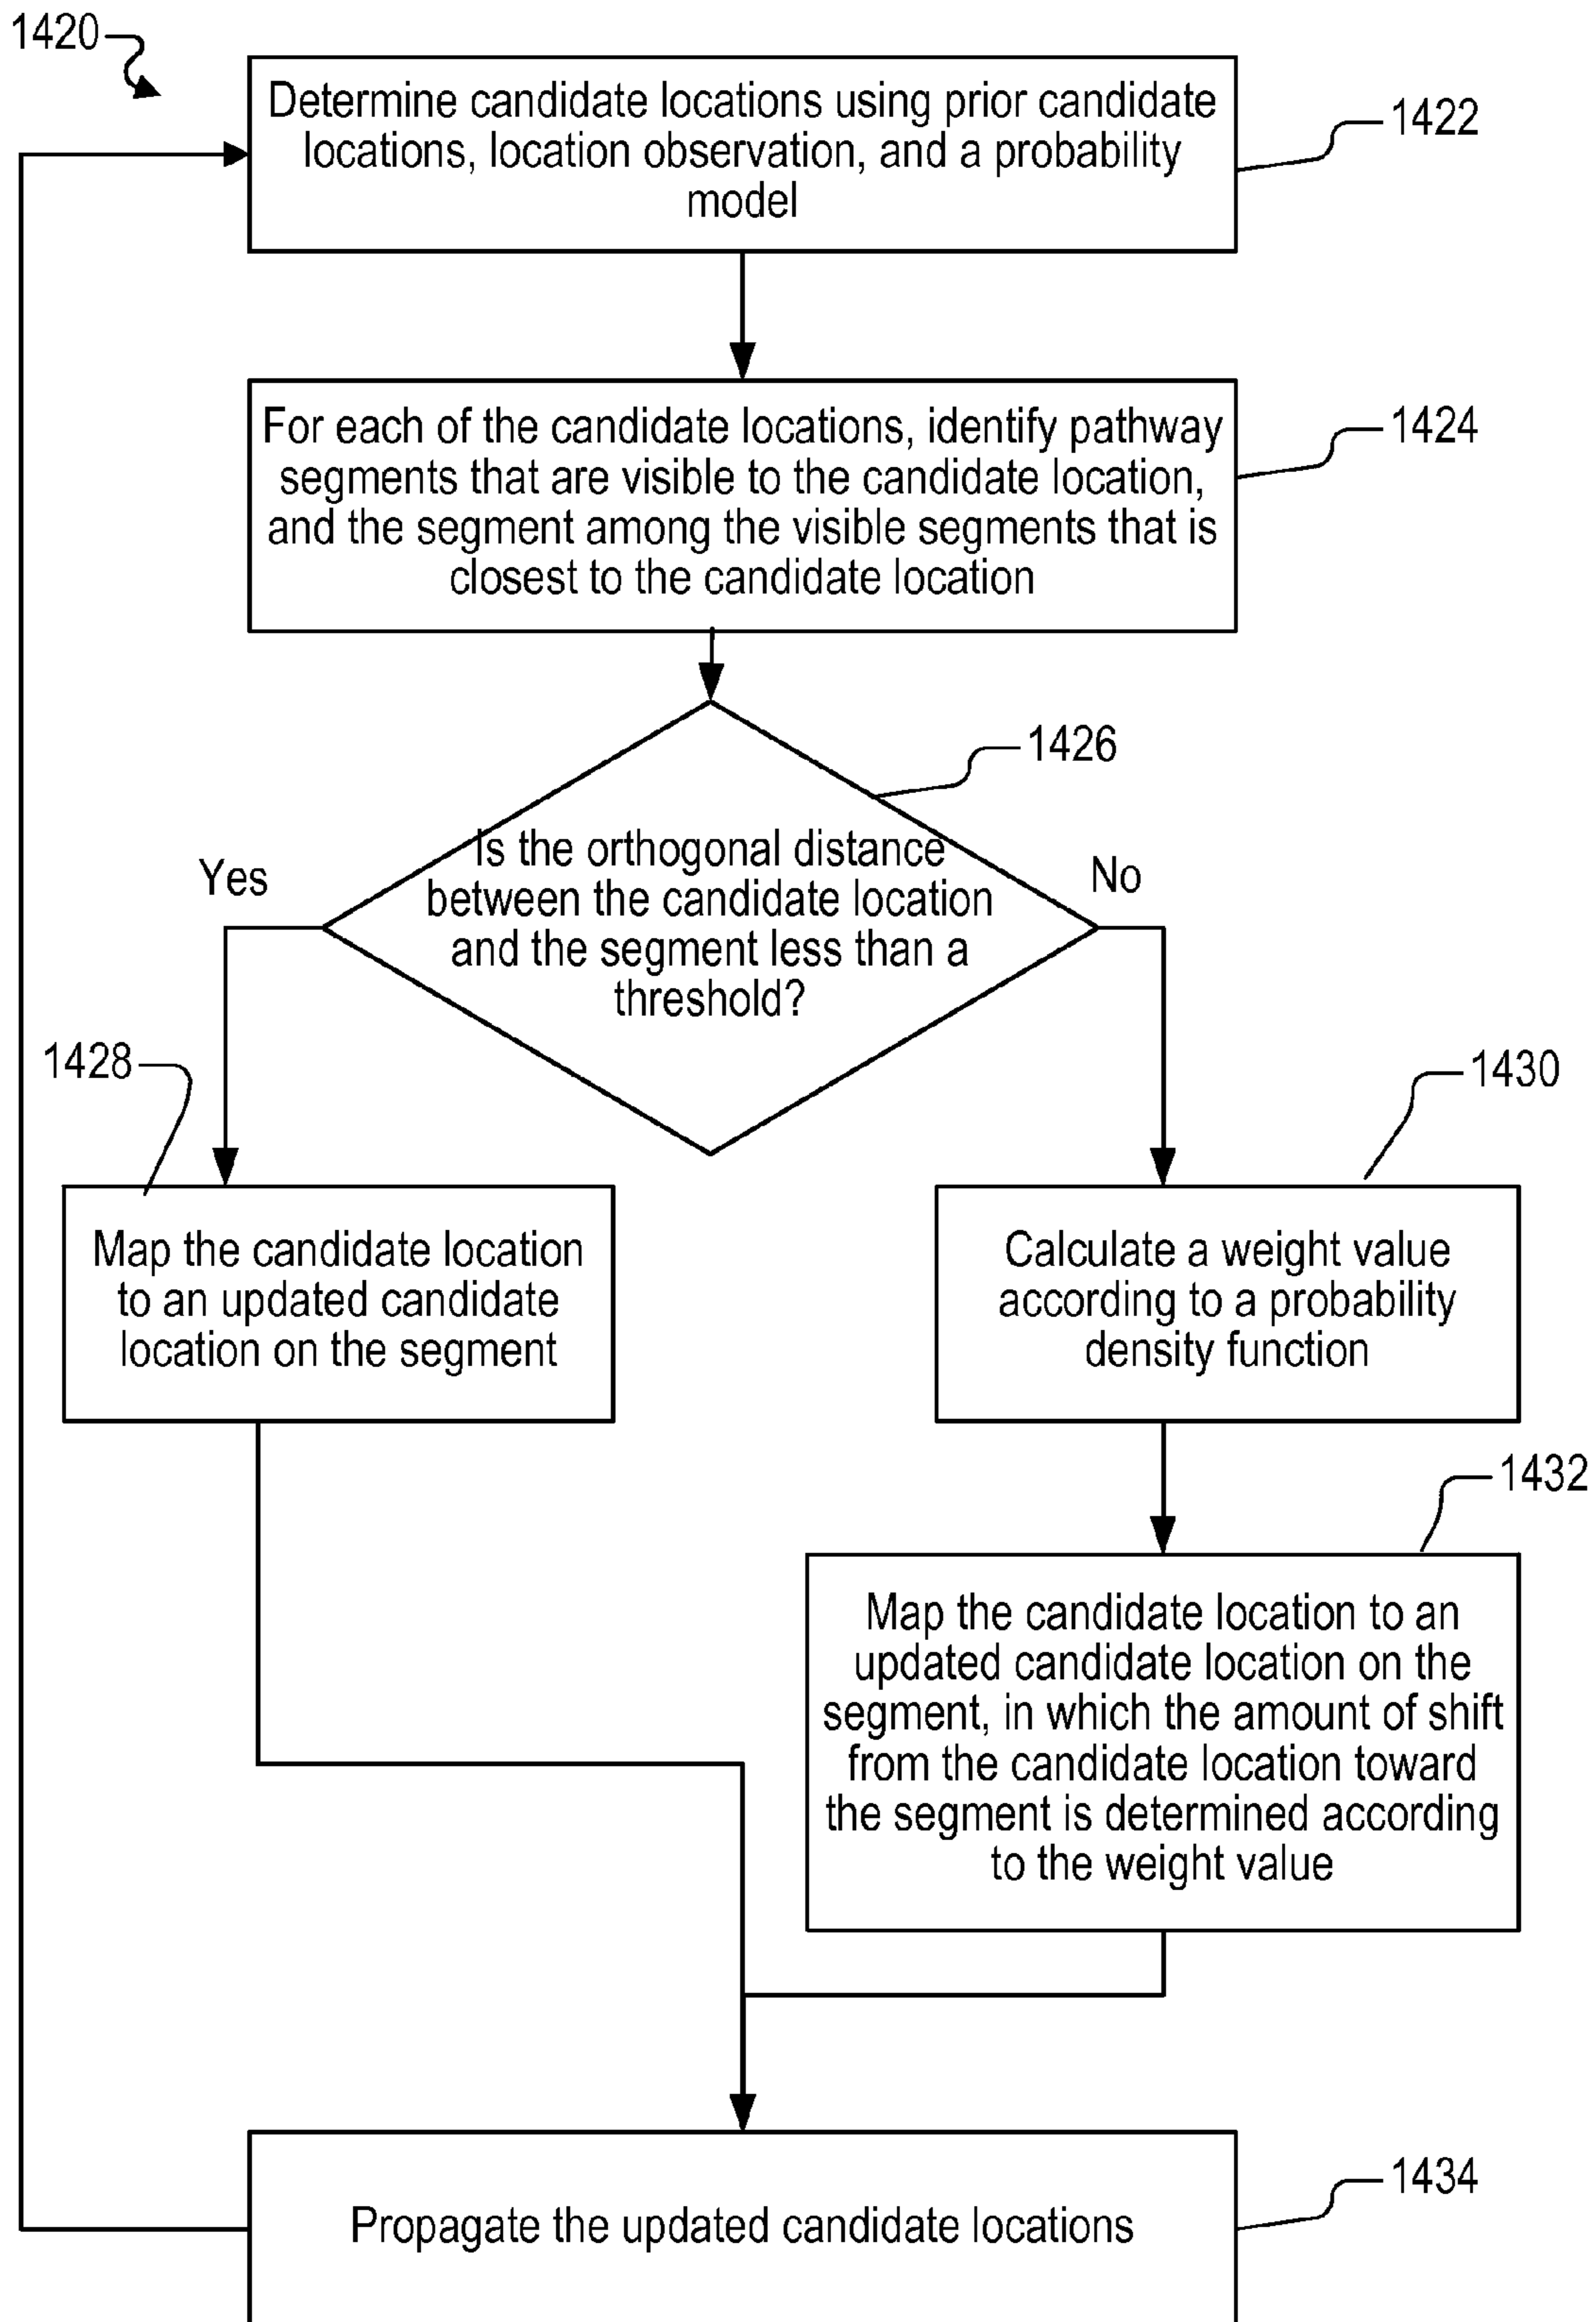 1420
Determine candidate locations using prior candidate
locations, location observation, and a probability
model
1422
For each of the candidate locations, identify pathway
segments that are visible to the candidate location,
and the segment among the visible segments that is
closest to the candidate location
1424
1426
Is the orthogonal distance
between the candidate location
and the segment less than a
threshold?
Yes
No
1428
Map the candidate location
to an updated candidate
location on the segment
1430
Calculate a weight value
according to a probability
density function
1432
Map the candidate location to an
updated candidate location on the
segment, in which the amount of shift
from the candidate location toward
the segment is determined according
to the weight value
Propagate the updated candidate locations
1434